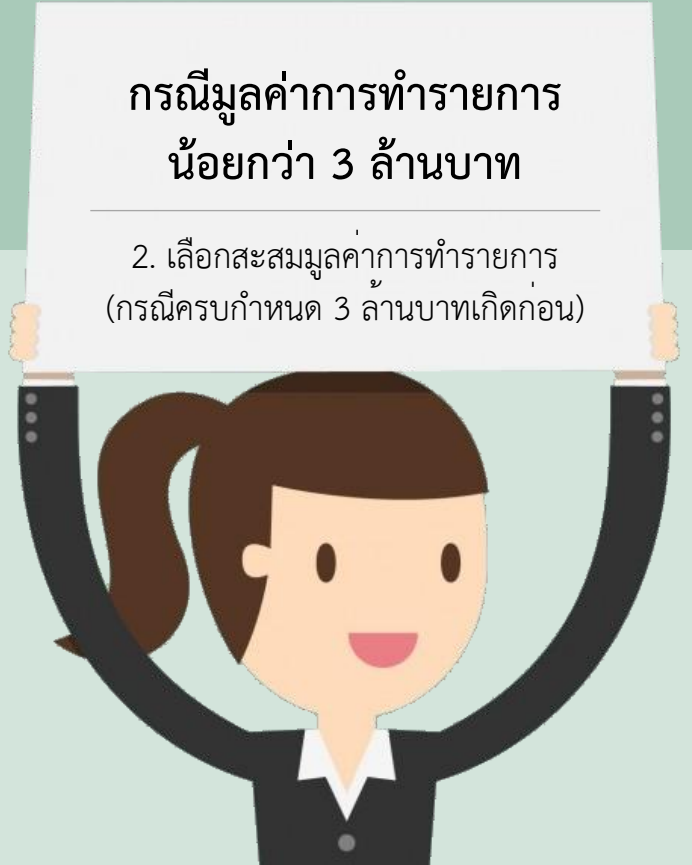 กรณีมูลค่าการทำรายการ
น้อยกว่า 3 ล้านบาท
2. เลือกสะสมมูลค่าการทำรายการ
(กรณีครบกำหนด 3 ล้านบาทเกิดก่อน)